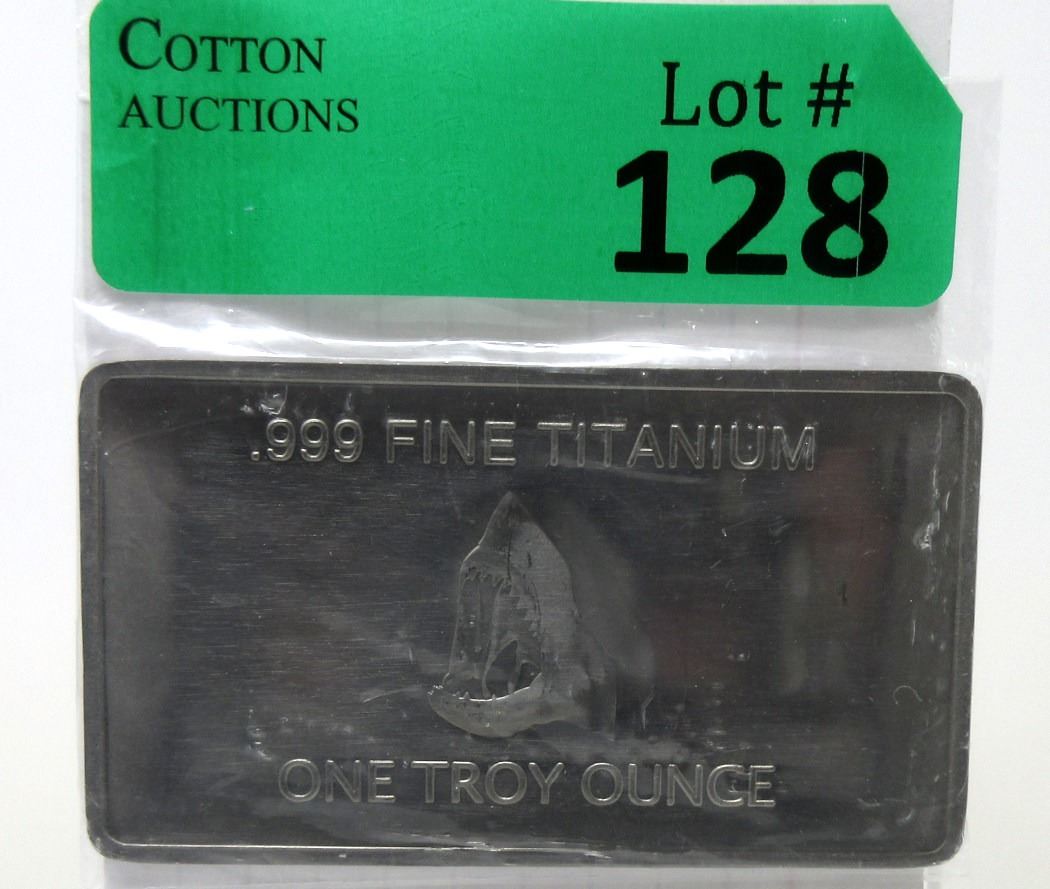 COTTON
AUCTIONS
Lot #
128
.999 FINE TITANIUM
ONE TROY OUNCE